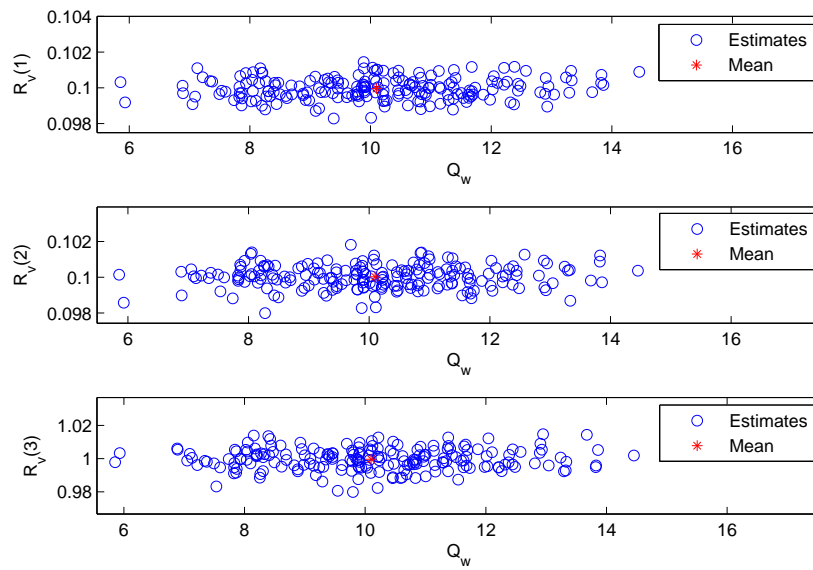 0.104
0.102
0.1
0.098
R_v(1)
6 8 10 12 14 16
Q_w
Estimates
Mean
0.102
0.1
0.098
R_v(2)
6 8 10 12 14 16
Q_w
Estimates
Mean
1.02
1
0.98
R_v(3)
6 8 10 12 14 16
Q_w
Estimates
Mean